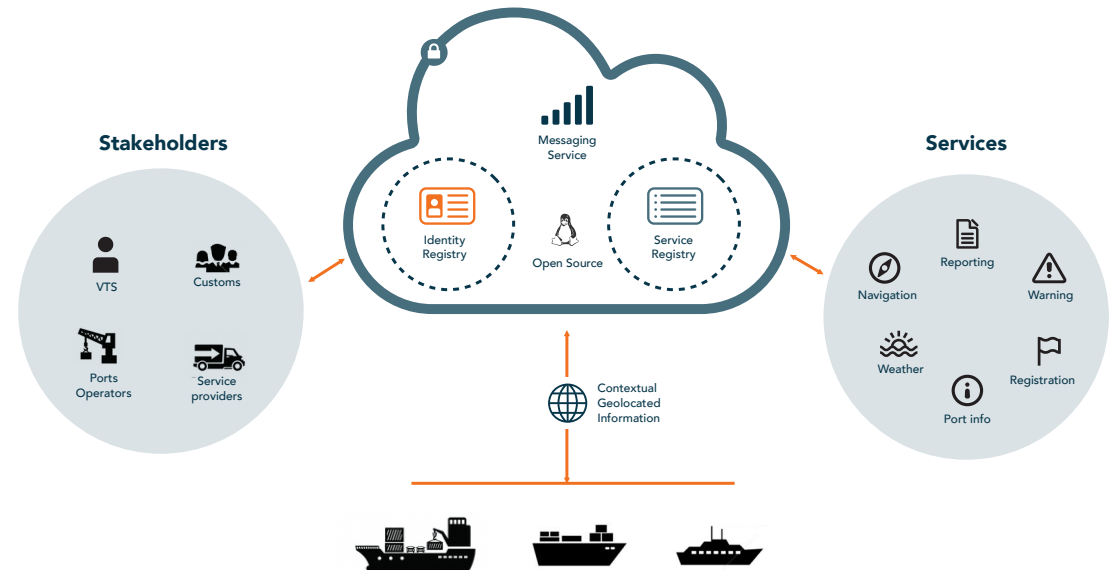 Stakeholders
VTS
Customs
Ports
Operators
Service
providers
Messaging
Service
Identity
Registry
Open Source
Service
Registry
Contextual
Geolocated
Information
Services
Reporting
Navigation
Warning
Weather
Registration
Port info